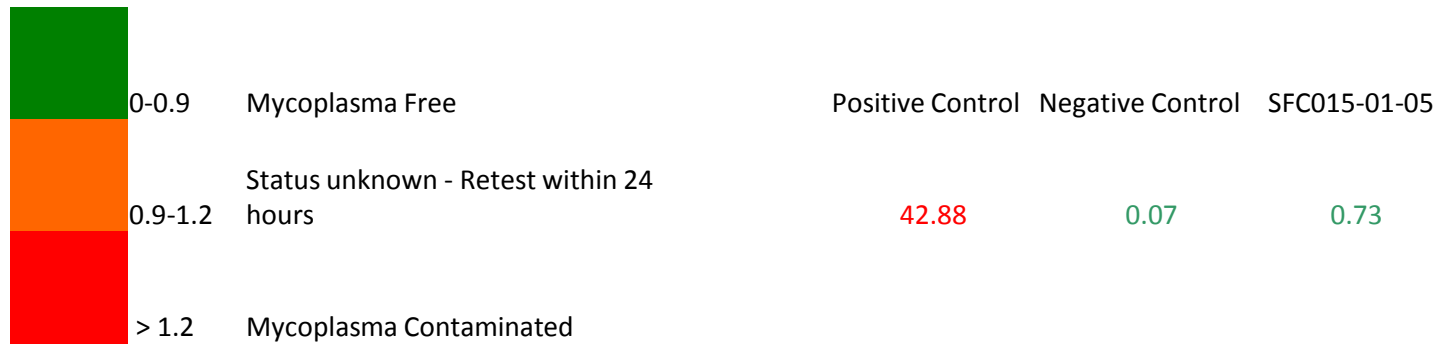 0-0.9 Mycoplasma Free Positive Control Negative Control SFC015-01-05
Status unknown - Retest within 24
0.9-1.2 hours 42.88 0.07 0.73
> 1.2 Mycoplasma Contaminated